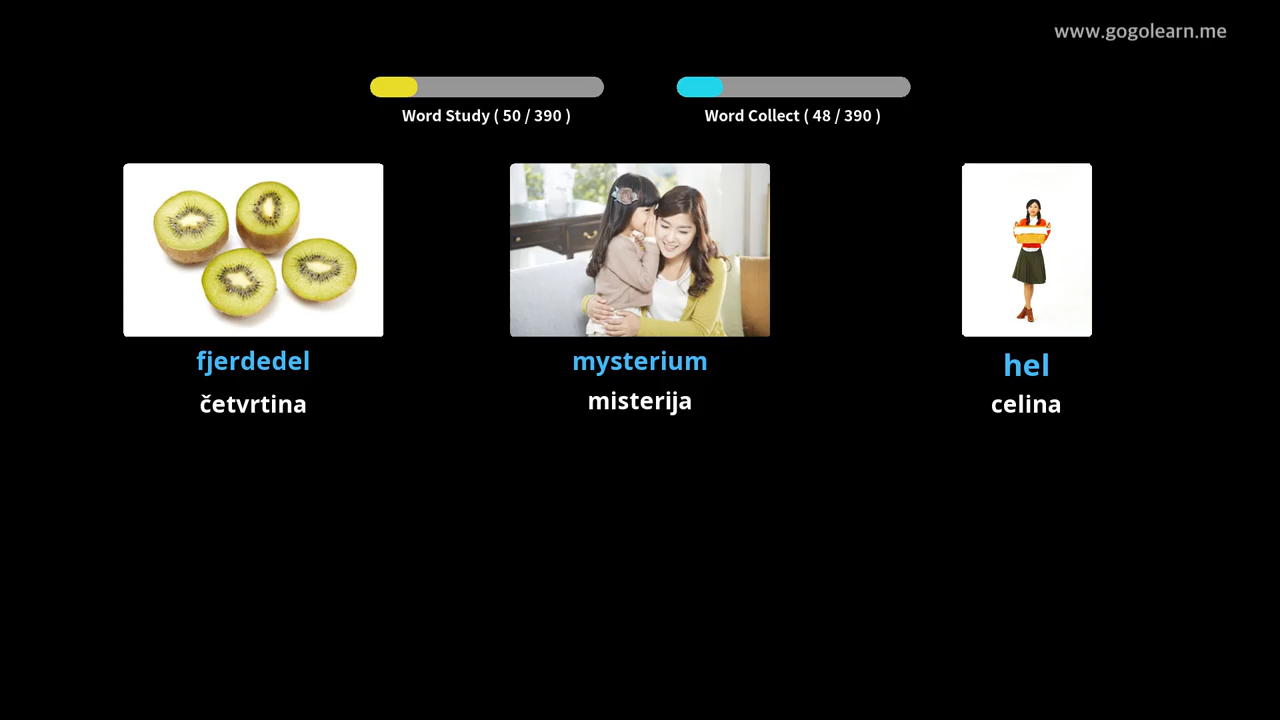 www.gogolearn.me
Word Study ( 50 / 390 )
Word Collect ( 48 / 390 )
fjerdedel
četvrtina
mysterium
misterija
hel
celina